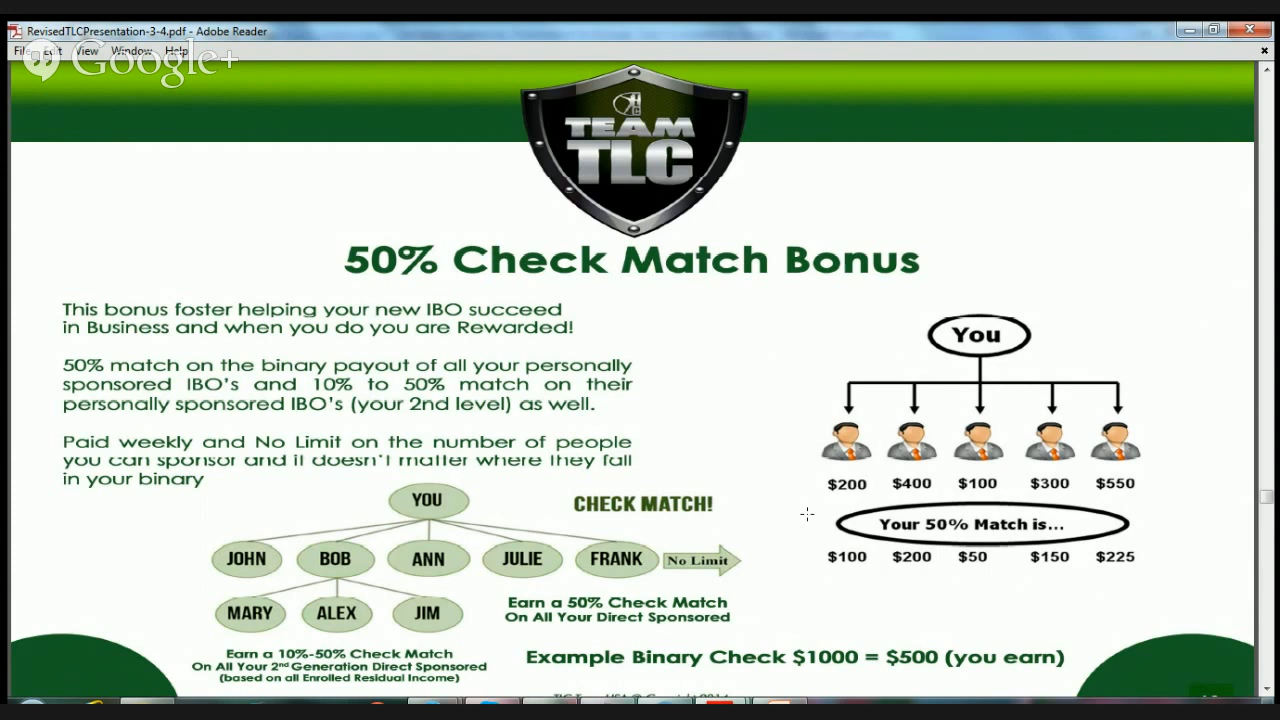 RevisedTLCPresentation-3-4.pdf - Adobe Reader
File Edit View Window Help
Google+
TEAM
TLC
50% Check Match Bonus
This bonus foster helping your new IBO succeed
in Business and when you do you are Rewarded!
50% match on the binary payout of all your personally
sponsored IBO's and 10% to 50% match on their
personally sponsored IBO's (your 2nd level) as well.
Paid weekly and No Limit on the number of people
you can sponsor and it doesn't matter where they fall
in your binary
YOU
CHECK MATCH!
JOHN BOB ANN JULIE FRANK No Limit
MARY ALEX JIM
Earn a 50% Check Match
On All Your Direct Sponsored
Earn a 10%-50% Check Match
On All Your 2nd Generation Direct Sponsored
(based on all Enrolled Residual Income)
You
$200 $400 $100 $300 $550
Your 50% Match is...
$100 $200 $50 $150 $225
Example Binary Check $1000 = $500 (you earn)